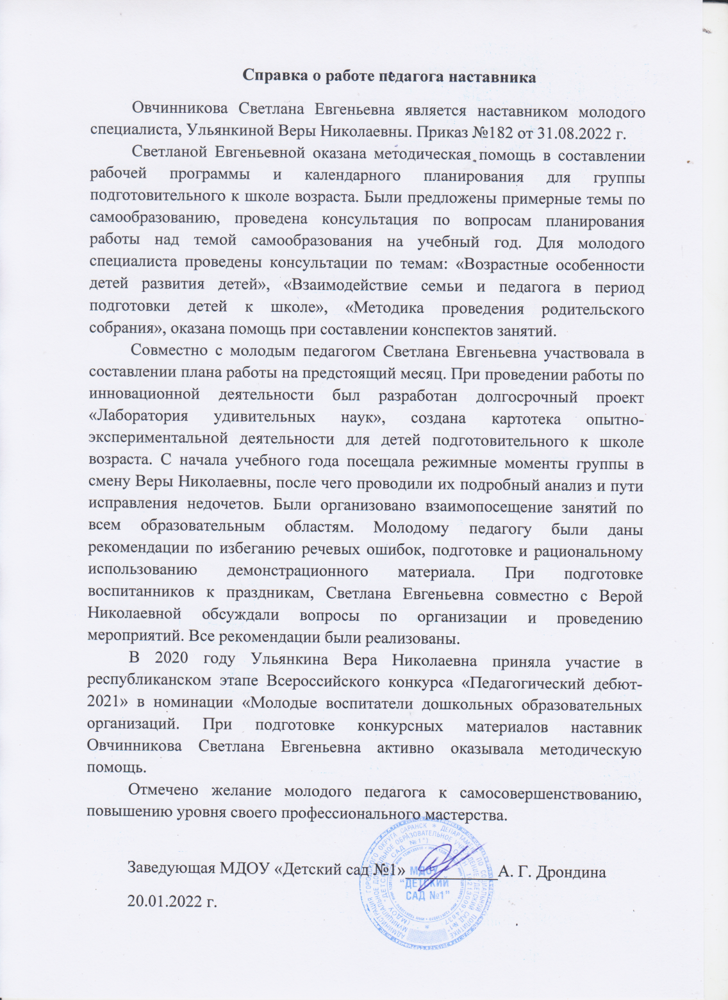 Справка о работе педагога наставника
Овчинникова Светлана Евгеньевна является наставником молодого
специалиста, Ульянкиной Веры Николаевны. Приказ №182 от 31.08.2022 г.
Светланой Евгеньевной оказана методическая помощь в составлении
рабочей программы и календарного планирования для группы
подготовительного к школе возраста. Были предложены примерные темы по
самообразованию, проведена консультация по вопросам планирования
работы над темой самообразования на учебный год. Для молодого
специалиста проведены консультации по темам: «Возрастные особенности
детей развития детей», «Взаимодействие семьи и педагога в период
подготовки детей к школе», «Методика проведения родительского
собрания», оказана помощь при составлении конспектов занятий.
Совместно с молодым педагогом Светлана Евгеньевна участвовала в
составлении плана работы на предстоящий месяц. При проведении работы по
инновационной деятельности был разработан долгосрочный проект
«Лаборатория удивительных наук», создана картотека опытно-
экспериментальной деятельности для детей подготовительного к школе
возраста. С начала учебного года посещала режимные моменты группы в
смену Веры Николаевны, после чего проводили их подробный анализ и пути
исправления недочетов. Были организовано взаимопосещение занятий по
всем образовательным областям. Молодому педагогу были даны
рекомендации по избеганию речевых ошибок, подготовке и рациональному
использованию демонстрационного материала. При подготовке
воспитанников к праздникам, Светлана Евгеньевна совместно с Верой
Николаевной обсуждали вопросы по организации и проведению
мероприятий. Все рекомендации были реализованы.
В 2020 году Ульянкина Вера Николаевна приняла участие в
республиканском этапе Всероссийского конкурса «Педагогический дебют-
2021» в номинации «Молодые воспитатели дошкольных образовательных
организаций. При подготовке конкурсных материалов наставник
Овчинникова Светлана Евгеньевна активно оказывала методическую
помощь.
Отмечено желание молодого педагога к самосовершенствованию,
повышению уровня своего профессионального мастерства.
Заведующая МДОУ «Детский сад №1»___________А. Г. Дрондина
20.01.2022 г.
МДОУ
“ДЕТСКИЙ
САД №1”